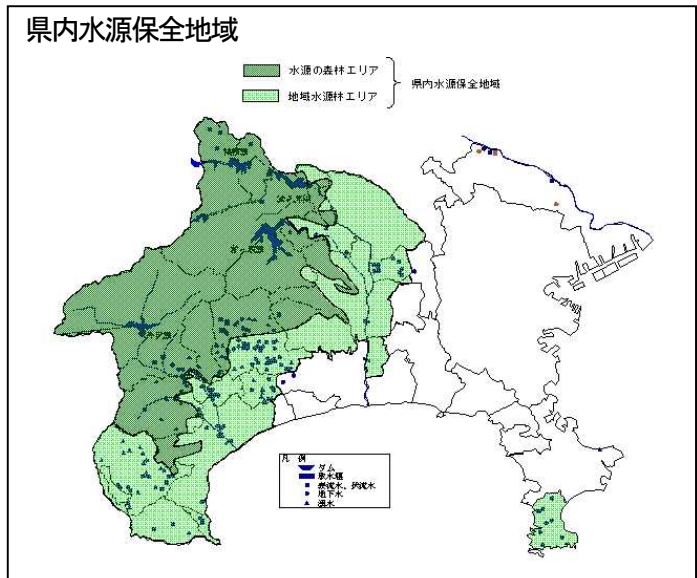 県内水源保全地域
水源の森林エリア
地域水源林エリア
県内水源保全地域
凡 例
ダム
取水堰
表流水、伏流水
地下水
湧水